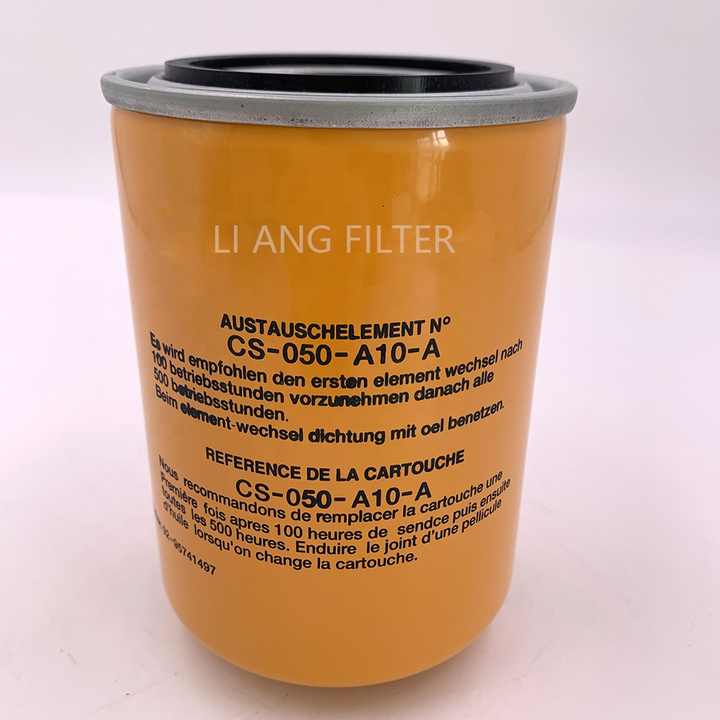 LI ANG FILTER
AUSTAUSCHELEMENT Nº
CS-050-A10-A
Es wird empfohlen den ersten element wechsel nach
100 betriebsstunden vorzunehmen danach alle
500 betriebsstunden.
Beim element-wechsel dichtung mit oel benetzen.
REFERENCE DE LA CARTOUCHE
CS-050-A10-A
Nous recommandons de remplacer la cartouche une
Première fois apres 100 heures de sendce puis ensuite
toutes les 500 heures. Enduire le joint d'une pellicule
d'huile lorsqu'on change la cartouche.
02-95741497